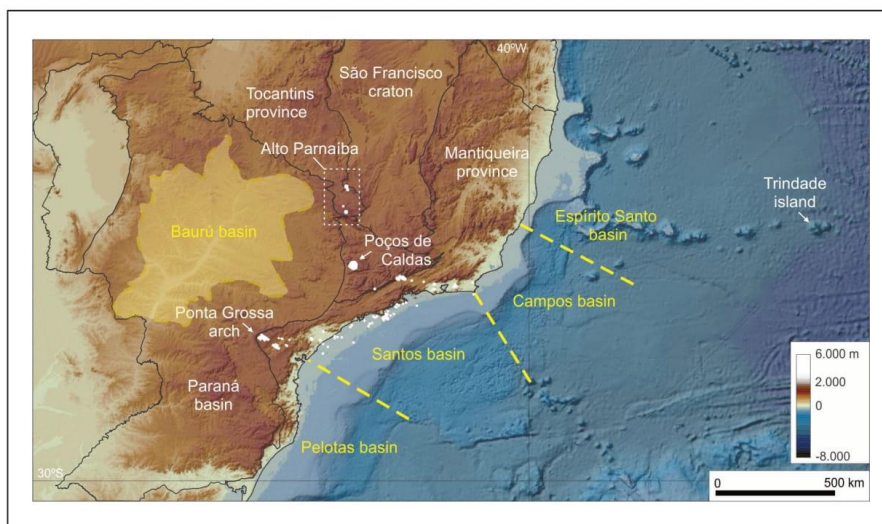 40ºW
São Francisco
craton
Tocantins
province
Alto Parnaíba
Mantiqueira
province
Trindade
island
Espírito Santo
basin
Baurú basin
Poços de
Caldas
Campos basin
Ponta Grossa
arch
Santos basin
Paraná
basin
Pelotas basin
6.000 m
2.000
0
-8.000
30ºS
0
500 km